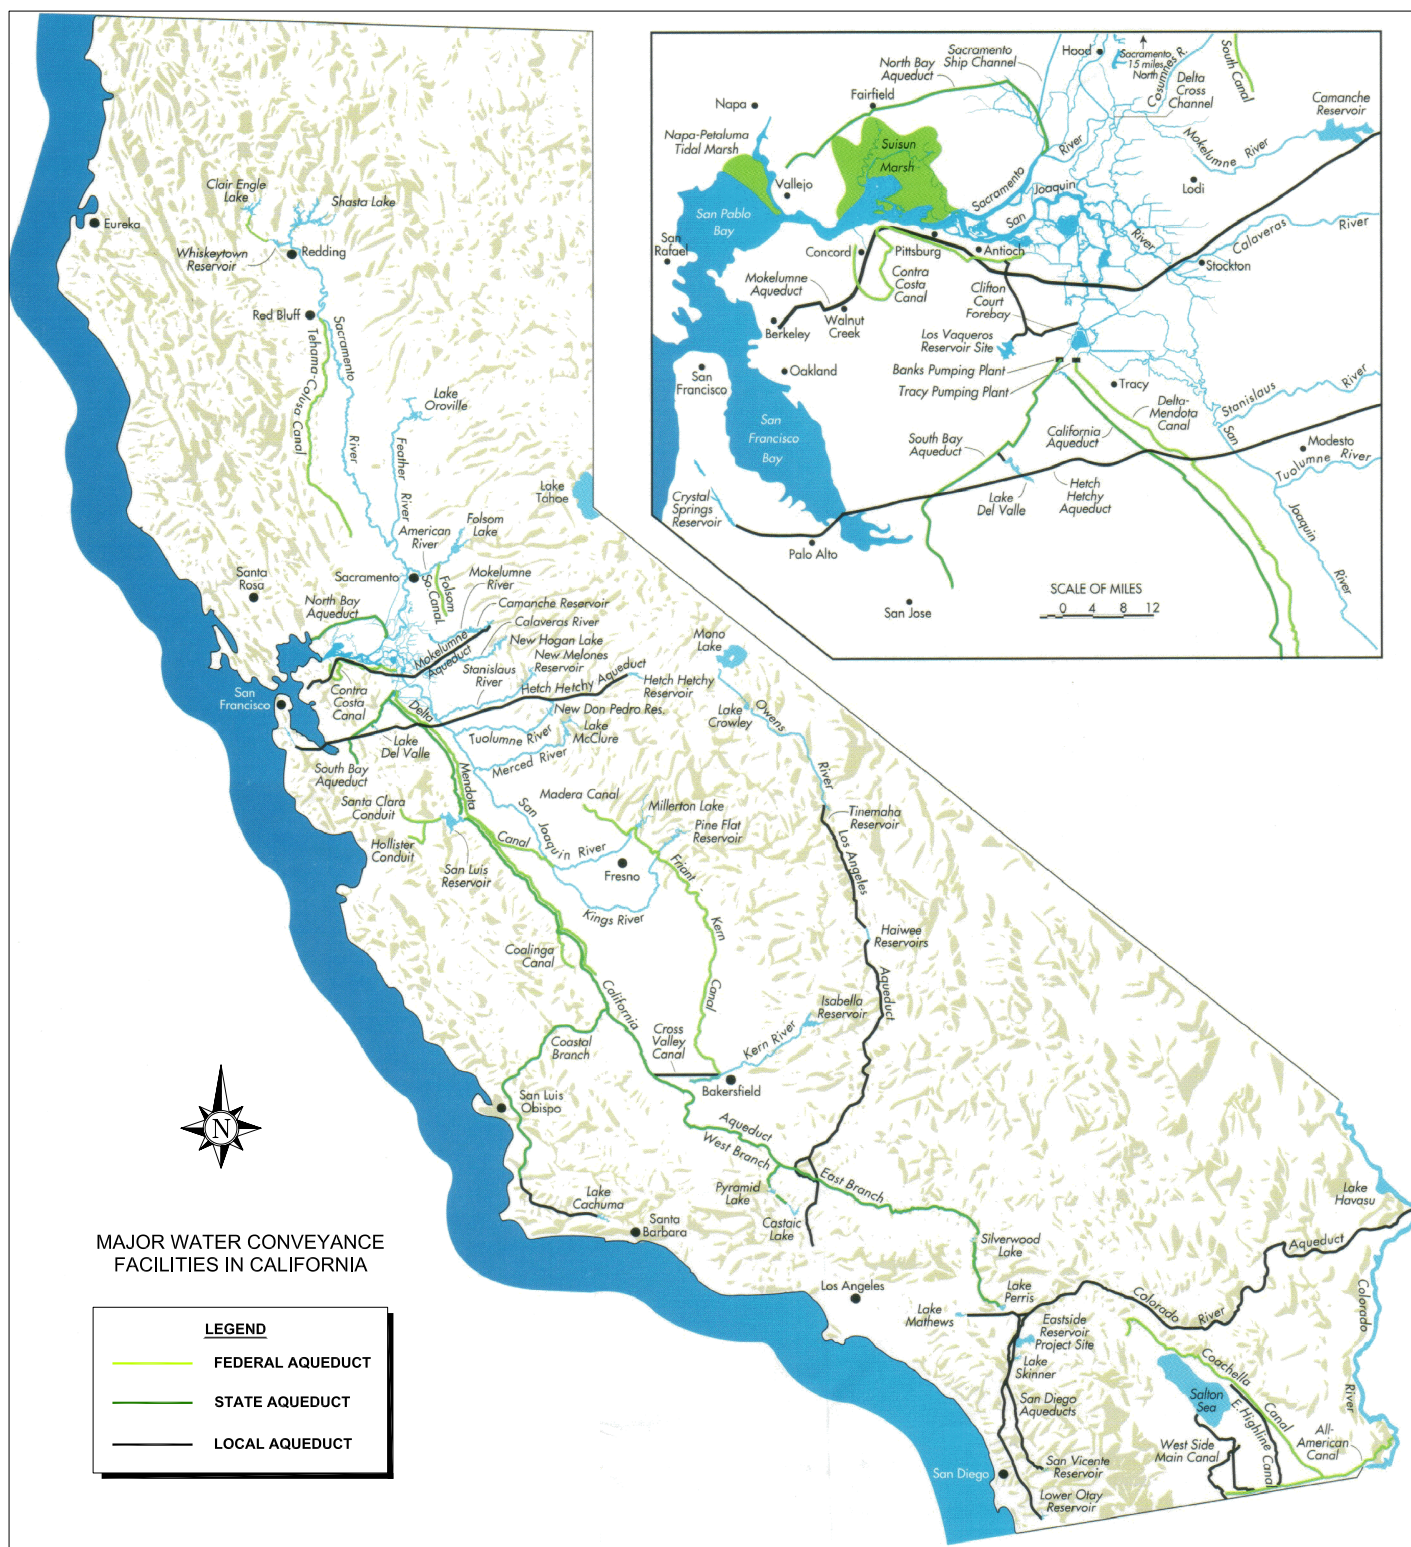 Clair Engle
Lake
Shasta Lake
Eureka
Whiskeytown
Reservoir
Redding
Red Bluff
Sacramento
River
Tehama-Colusa Canal
Lake
Oroville
Feather
River
Lake
Tahoe
American
River
Folsom
Lake
Santa
Rosa
Sacramento
Folsom
So. Canal
Mokelumne
River
North Bay
Aqueduct
Camanche Reservoir
Calaveras River
Mokelumne
Aqueduct
New Hogan Lake
New Melones
Reservoir
Stanislaus
River
Hetch Hetchy Aqueduct
Hetch Hetchy
Reservoir
Mono
Lake
San
Francisco
Contra
Costa
Canal
Delta
Mendota
Canal
New Don Pedro Res.
Lake
McClure
Tuolumne River
Merced River
Lake
Del Valle
South Bay
Aqueduct
Lake
Crowley
Owens
River
Santa Clara
Conduit
Hollister
Conduit
San Luis
Reservoir
Madera Canal
Millerton Lake
Pine Flat
Reservoir
San
Joaquin River
Fresno
Friant -
Kern
Canal
Kings River
Tinemaha
Reservoir
Los Angeles
Aqueduct
Haiwee
Reservoirs
Coalinga
Canal
California
Aqueduct
Isabella
Reservoir
Kern River
Cross
Valley
Canal
Coastal
Branch
Bakersfield
San Luis
Obispo
West Branch
East Branch
Pyramid
Lake
Castaic
Lake
Lake
Cachuma
Santa
Barbara
Silverwood
Lake
Los Angeles
Lake
Perris
Lake
Mathews
Eastside
Reservoir
Project Site
Lake
Skinner
San Diego
Aqueducts
San Diego
San Vicente
Reservoir
Lower Otay
Reservoir
Lake
Havasu
Colorado
River
Aqueduct
Colorado
River
Coachella
Canal
Salton
Sea
E. Highline Canal
West Side
Main Canal
All-
American
Canal
N
MAJOR WATER CONVEYANCE
FACILITIES IN CALIFORNIA
LEGEND
FEDERAL AQUEDUCT
STATE AQUEDUCT
LOCAL AQUEDUCT
Sacramento
Ship Channel
Hood
Sacramento
15 miles
North
Cosumnes R.
South Canal
North Bay
Aqueduct
Delta
Cross
Channel
Camanche
Reservoir
Napa
Fairfield
Napa-Petaluma
Tidal Marsh
Suisun
Marsh
Mokelumne
River
Vallejo
Sacramento
River
Lodi
San Pablo
Bay
San
Joaquin
River
Calaveras
River
San
Rafael
Concord
Pittsburg
Antioch
Stockton
Mokelumne
Aqueduct
Contra
Costa
Canal
Clifton
Court
Forebay
Berkeley
Walnut
Creek
Los Vaqueros
Reservoir Site
Banks Pumping Plant
Tracy Pumping Plant
Oakland
San
Francisco
Tracy
Delta-
Mendota
Canal
Stanislaus
River
San
Francisco
Bay
South Bay
Aqueduct
California
Aqueduct
San
Joaquin
River
Modesto
Tuolumne River
Crystal
Springs
Reservoir
Lake
Del Valle
Hetch
Hetchy
Aqueduct
Palo Alto
San Jose
SCALE OF MILES
0 4 8 12